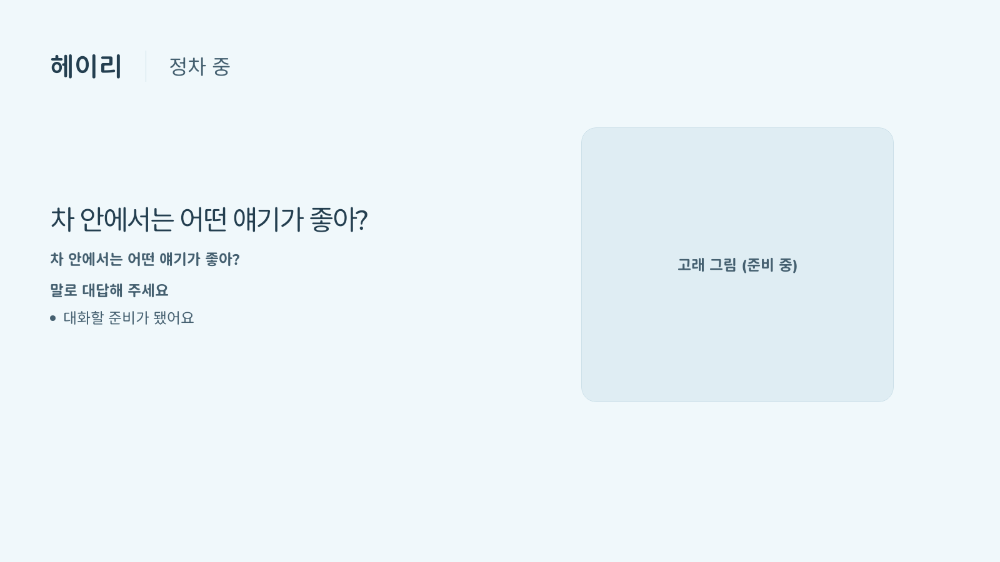 헤이리
정차 중
차 안에서는 어떤 얘기가 좋아?
차 안에서는 어떤 얘기가 좋아?
말로 대답해 주세요
• 대화할 준비가 됐어요
고래 그림 (준비 중)